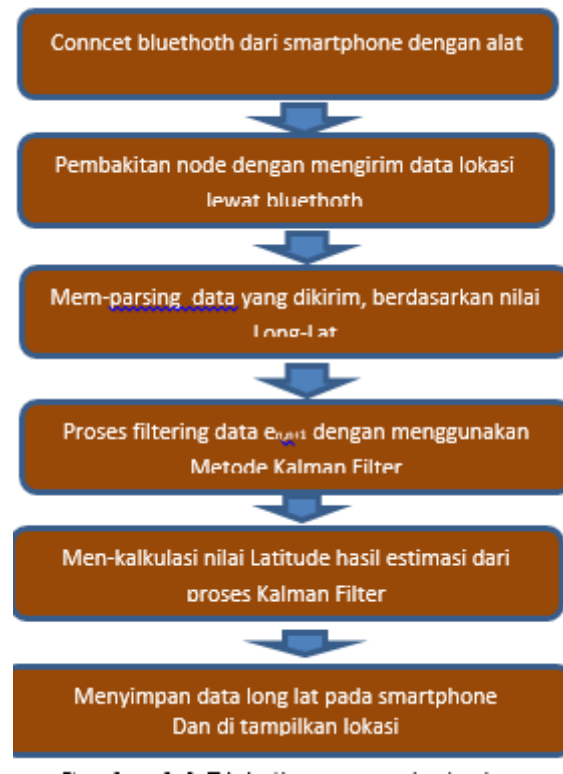 Conncet bluethoth dari smartphone dengan alat
Pembakitan node dengan mengirim data lokasi
lewat bluethoth
Mem-parsing data yang dikirim, berdasarkan nilai
Long-Lat
Proses filtering data eₙ,ₙ₊₁ dengan menggunakan
Metode Kalman Filter
Men-kalkulasi nilai Latitude hasil estimasi dari
proses Kalman Filter
Menyimpan data long lat pada smartphone
Dan di tampilkan lokasi